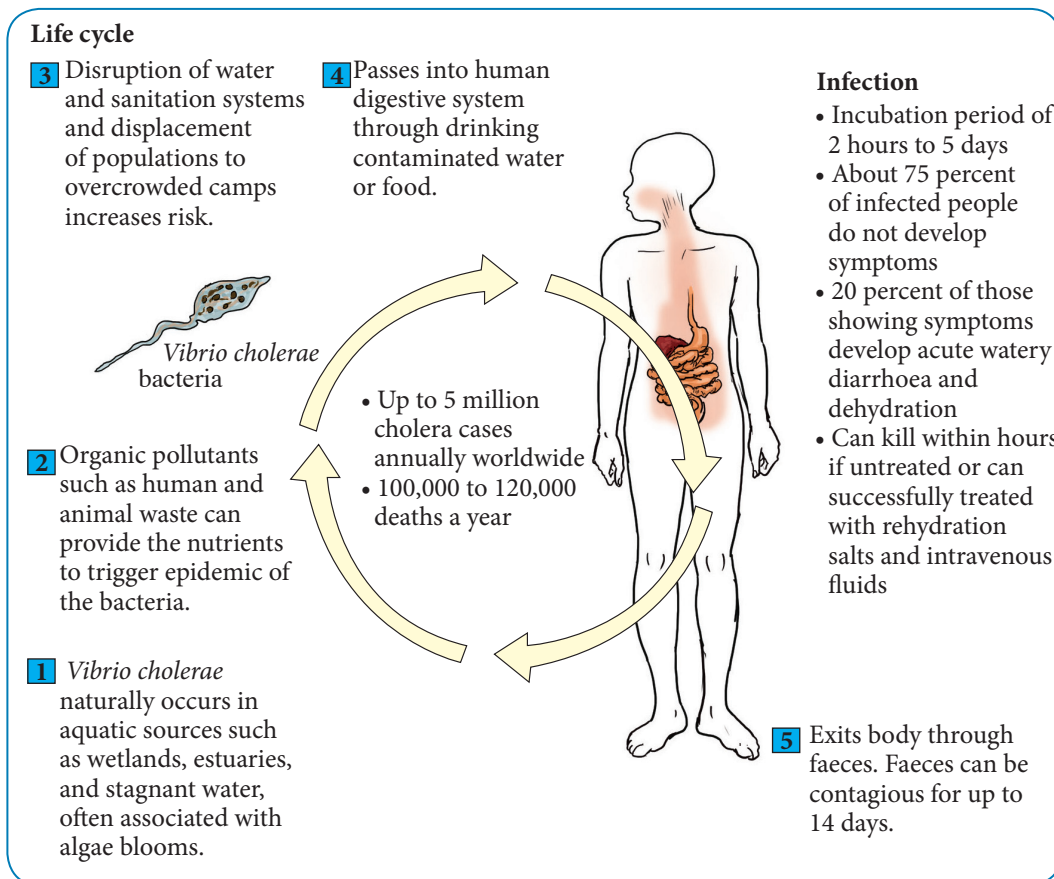 Life cycle
3 Disruption of water
and sanitation systems
and displacement
of populations to
overcrowded camps
increases risk.
4 Passes into human
digestive system
through drinking
contaminated water
or food.
Infection
• Incubation period of
2 hours to 5 days
• About 75 percent
of infected people
do not develop
symptoms
• 20 percent of those
showing symptoms
develop acute watery
diarrhoea and
dehydration
• Can kill within hours
if untreated or can
successfully treated
with rehydration
salts and intravenous
fluids
Vibrio cholerae
bacteria
• Up to 5 million
cholera cases
annually worldwide
• 100,000 to 120,000
deaths a year
2 Organic pollutants
such as human and
animal waste can
provide the nutrients
to trigger epidemic of
the bacteria.
1 Vibrio cholerae
naturally occurs in
aquatic sources such
as wetlands, estuaries,
and stagnant water,
often associated with
algae blooms.
5 Exits body through
faeces. Faeces can be
contagious for up to
14 days.